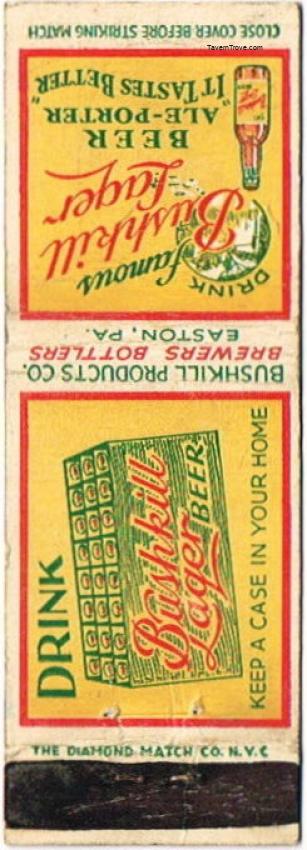 CLOSE COVER BEFORE STRIKING MATCH
TavernTrove.com
DRINK
famous
Bushkill
Lager
BEER
ALE-PORTER
"IT TASTES BETTER"
BUSHKILL PRODUCTS CO.
BREWERS BOTTLERS
EASTON, PA.
DRINK
Bushkill
Lager
BEER
KEEP A CASE IN YOUR HOME
THE DIAMOND MATCH CO. N.Y.C